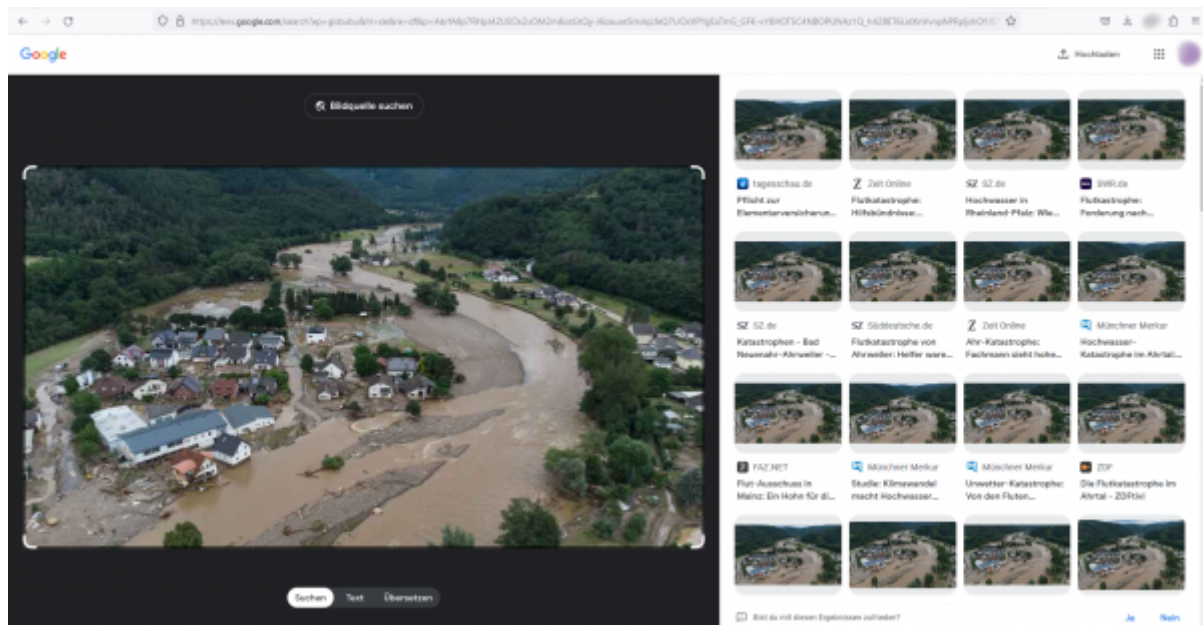 Google
Hochladen
Bildquelle suchen
tagesschau.de
Pflicht zur
Elementarversicherun...
Zeit Online
Flutkatastrophe:
Hilfsbündnisse:...
SZ SZ.de
Hochwasser in
Rheinland-Pfalz: Wie...
SWR.de
Flutkatastrophe:
Forderung nach...
SZ SZ.de
Katastrophen - Bad
Neuenahr-Ahrweiler -...
SZ Süddeutsche.de
Flutkatastrophe von
Ahrweiler: Helfer ware...
Zeit Online
Ahr-Katastrophe:
Fachmann sieht hohe...
Münchner Merkur
Hochwasser-
Katastrophe im Ahrtal:...
FAZ.NET
Flut-Ausschuss in
Mainz: Ein Hohn für di...
Münchner Merkur
Studie: Klimawandel
macht Hochwasser...
Münchner Merkur
Unwetter-Katastrophe:
Von den Fluten...
ZDF
Die Flutkatastrophe im
Ahrtal - ZDFtivi
Suchen Text Übersetzen
Bist du mit diesen Ergebnissen zufrieden?
Ja Nein